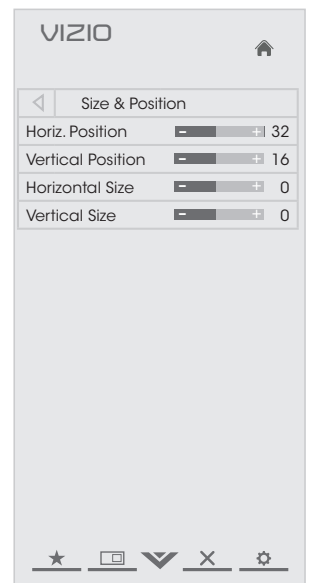 VIZIO
Size & Position
Horiz. Position - + 32
Vertical Position - + 16
Horizontal Size - + 0
Vertical Size - + 0